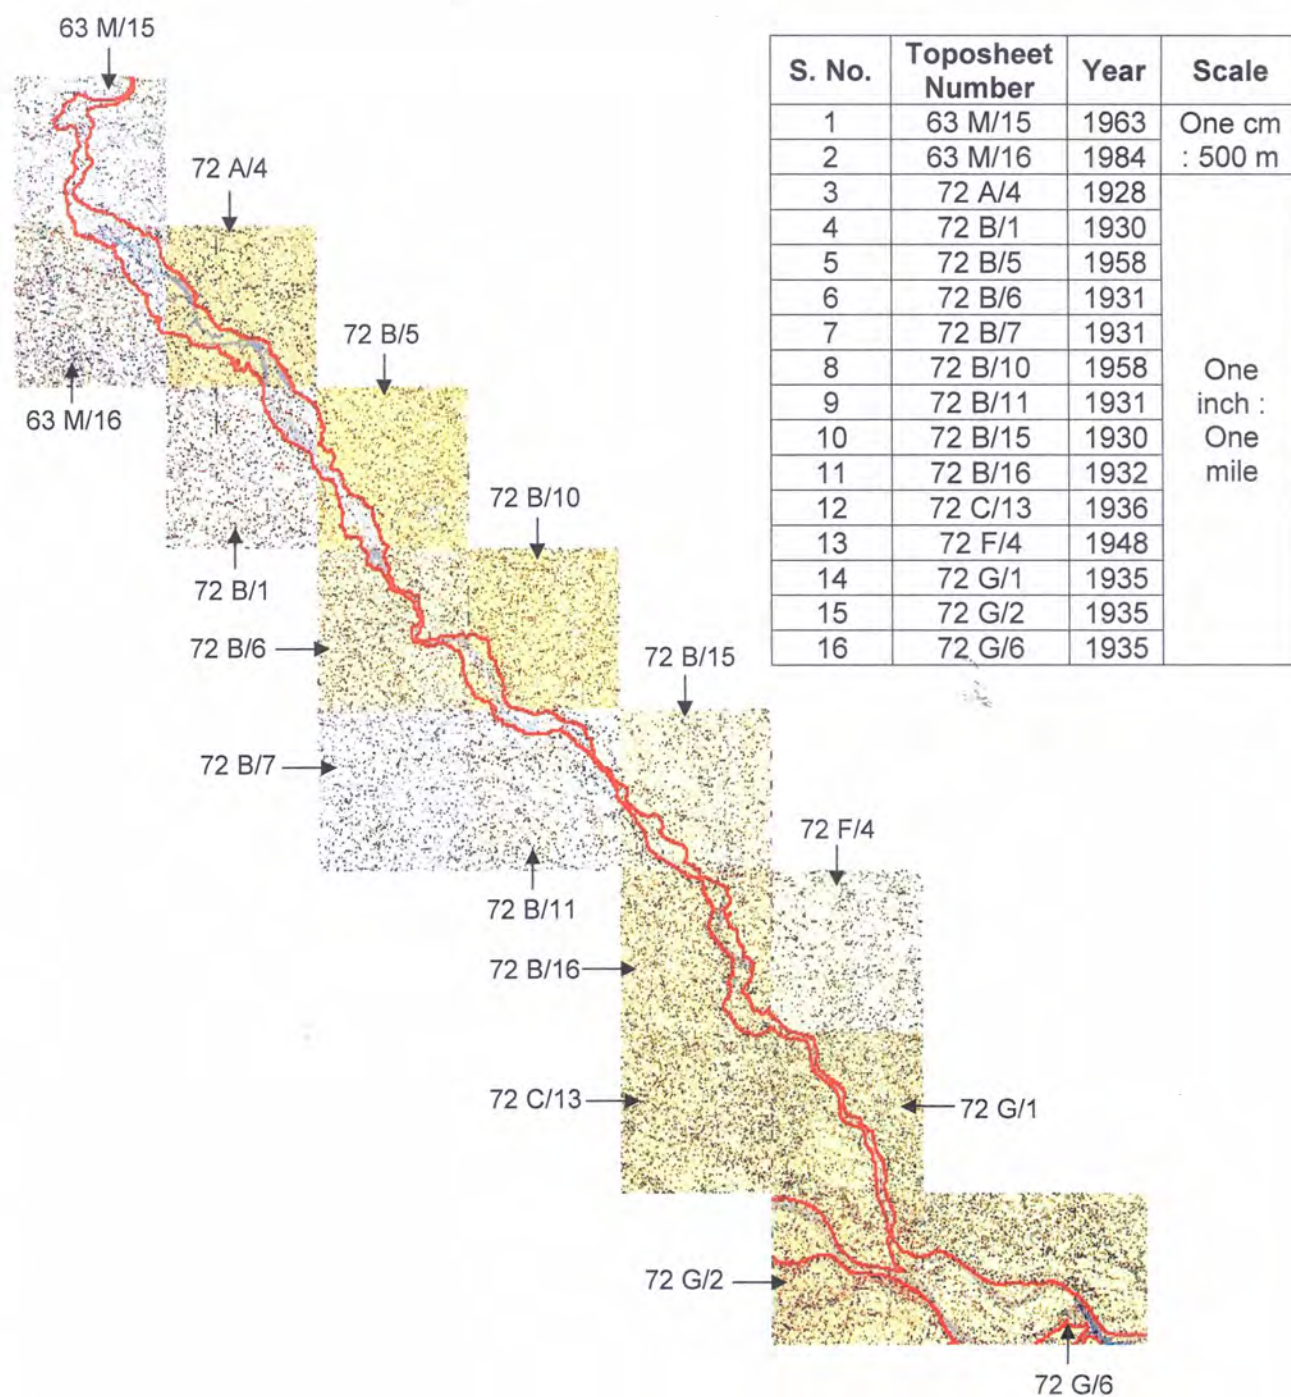 63 M/15
72 A/4
72 B/5
63 M/16
72 B/10
72 B/1
72 B/6
72 B/15
72 B/7
72 F/4
72 B/11
72 B/16
72 C/13
72 G/1
72 G/2
72 G/6
S. No. Toposheet Number Year Scale
1 63 M/15 1963 One cm
2 63 M/16 1984 : 500 m
3 72 A/4 1928
4 72 B/1 1930
5 72 B/5 1958
6 72 B/6 1931
7 72 B/7 1931
8 72 B/10 1958 One
9 72 B/11 1931 inch :
10 72 B/15 1930 One
11 72 B/16 1932 mile
12 72 C/13 1936
13 72 F/4 1948
14 72 G/1 1935
15 72 G/2 1935
16 72 G/6 1935